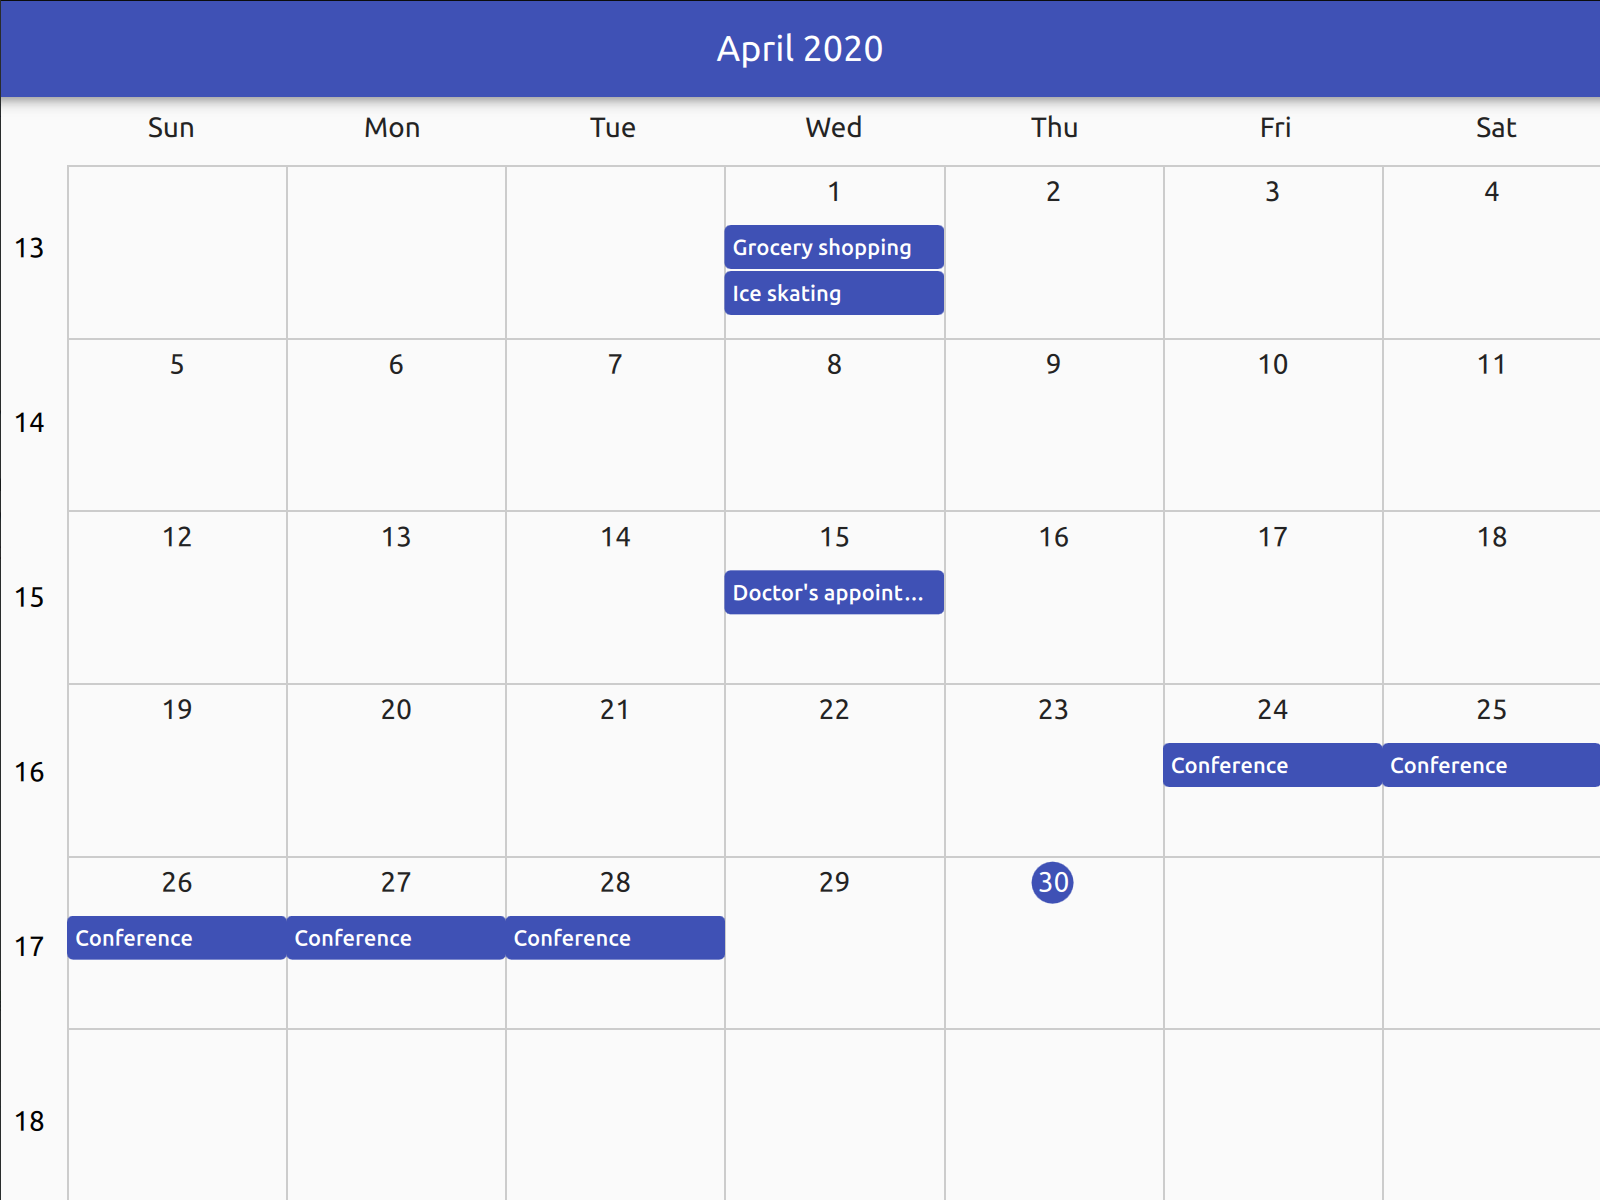 April 2020
Sun Mon Tue Wed Thu Fri Sat
1 2 3 4
13
Grocery shopping
Ice skating
5 6 7 8 9 10 11
14
12 13 14 15 16 17 18
15
Doctor's appoint...
19 20 21 22 23 24 25
16
Conference Conference
26 27 28 29 30
17
Conference Conference Conference
18